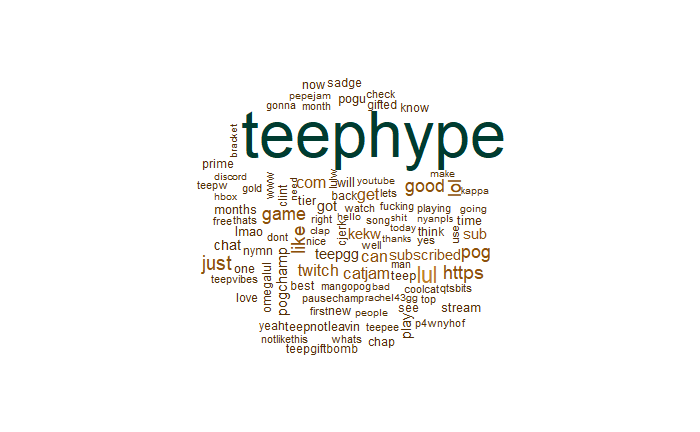 now sadge
pepejam check
gonna month pogu gifted know
teephype
bracket
prime
discord
teepw gold
hbox
www
clint
need
com
tier
lulw
will
youtube
back get lets
good
make
lol
kappa
months
free thats
game
got
watch fucking playing going
nyanpls
right hello song shit
lmao
dont
like
clap
nice
cjerk
kekw
today
thanks
think
yes
use
time
sub
chat nymn
teepgg
well
can subscribed pog
just one
omegalul
pogchamp
twitch catjam
man
teep
lul https
teepvibes
best mangopog bad
coolcat qtsbits
love
pausechamp rachel43 gg top
first new people
see
stream
play
p4wnyhof
yeah teepnotleavin teepee
notlikethis whats
chap
teepgiftbomb